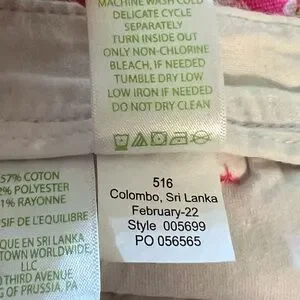 MACHINE WASH COLD
DELICATE CYCLE
SEPARATELY
TURN INSIDE OUT
ONLY NON-CHLORINE
BLEACH, IF NEEDED
TUMBLE DRY LOW
LOW IRON IF NEEDED
DO NOT DRY CLEAN
57% COTON
2% POLYESTER
1% RAYONNE
SIF DE L'EQUILIBRE
QUE EN SRI LANKA
TOWN WORLDWIDE,
LLC
0 THIRD AVENUE
G OF PRUSSIA, PA
516
Colombo, Sri Lanka
February-22
Style 005699
PO 056565